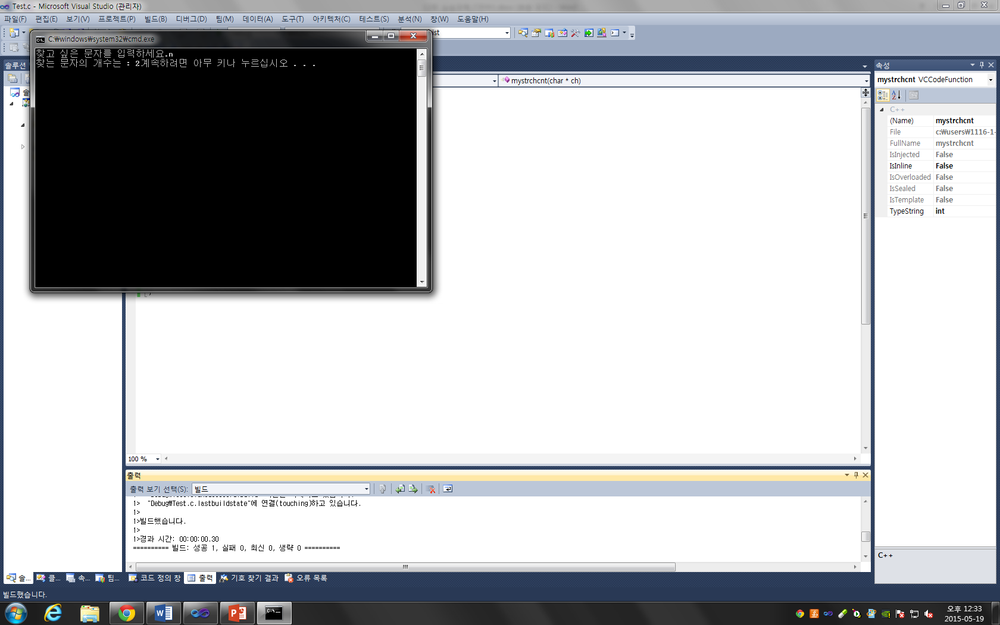 Test.c - Microsoft Visual Studio (관리자)
파일(F) 편집(E) 보기(V) 프로젝트(P) 빌드(B) 디버그(D) 팀(M) 데이터(A) 도구(T) 아키텍처(C) 테스트(S) 분석(N) 창(W) 도움말(H)
C:₩windows₩system32₩cmd.exe
찾고 싶은 문자를 입력하세요.n
찾는 문자의 개수는 : 2계속하려면 아무 키나 누르십시오 . . .
솔루션
솔
mystrchcnt(char * ch)
속성
mystrchcnt VCCodeFunction
C++
(Name) mystrchcnt
File c:₩users₩1116-1-
FullName mystrchcnt
IsInjected False
IsInline False
IsOverloaded False
IsSealed False
IsTemplate False
TypeString int
C++
100 %
출력
출력 보기 선택(S): 빌드
1> "Debug₩Test.c.lastbuildstate"에 연결(touching)하고 있습니다.
1>
1>빌드했습니다.
1>
1>경과 시간: 00:00:00.30
========== 빌드: 성공 1, 실패 0, 최신 0, 생략 0 ==========
솔... 클... 속... 팀... 코드 정의 창 출력 기호 찾기 결과 오류 목록
빌드했습니다.
오후 12:33
2015-05-19